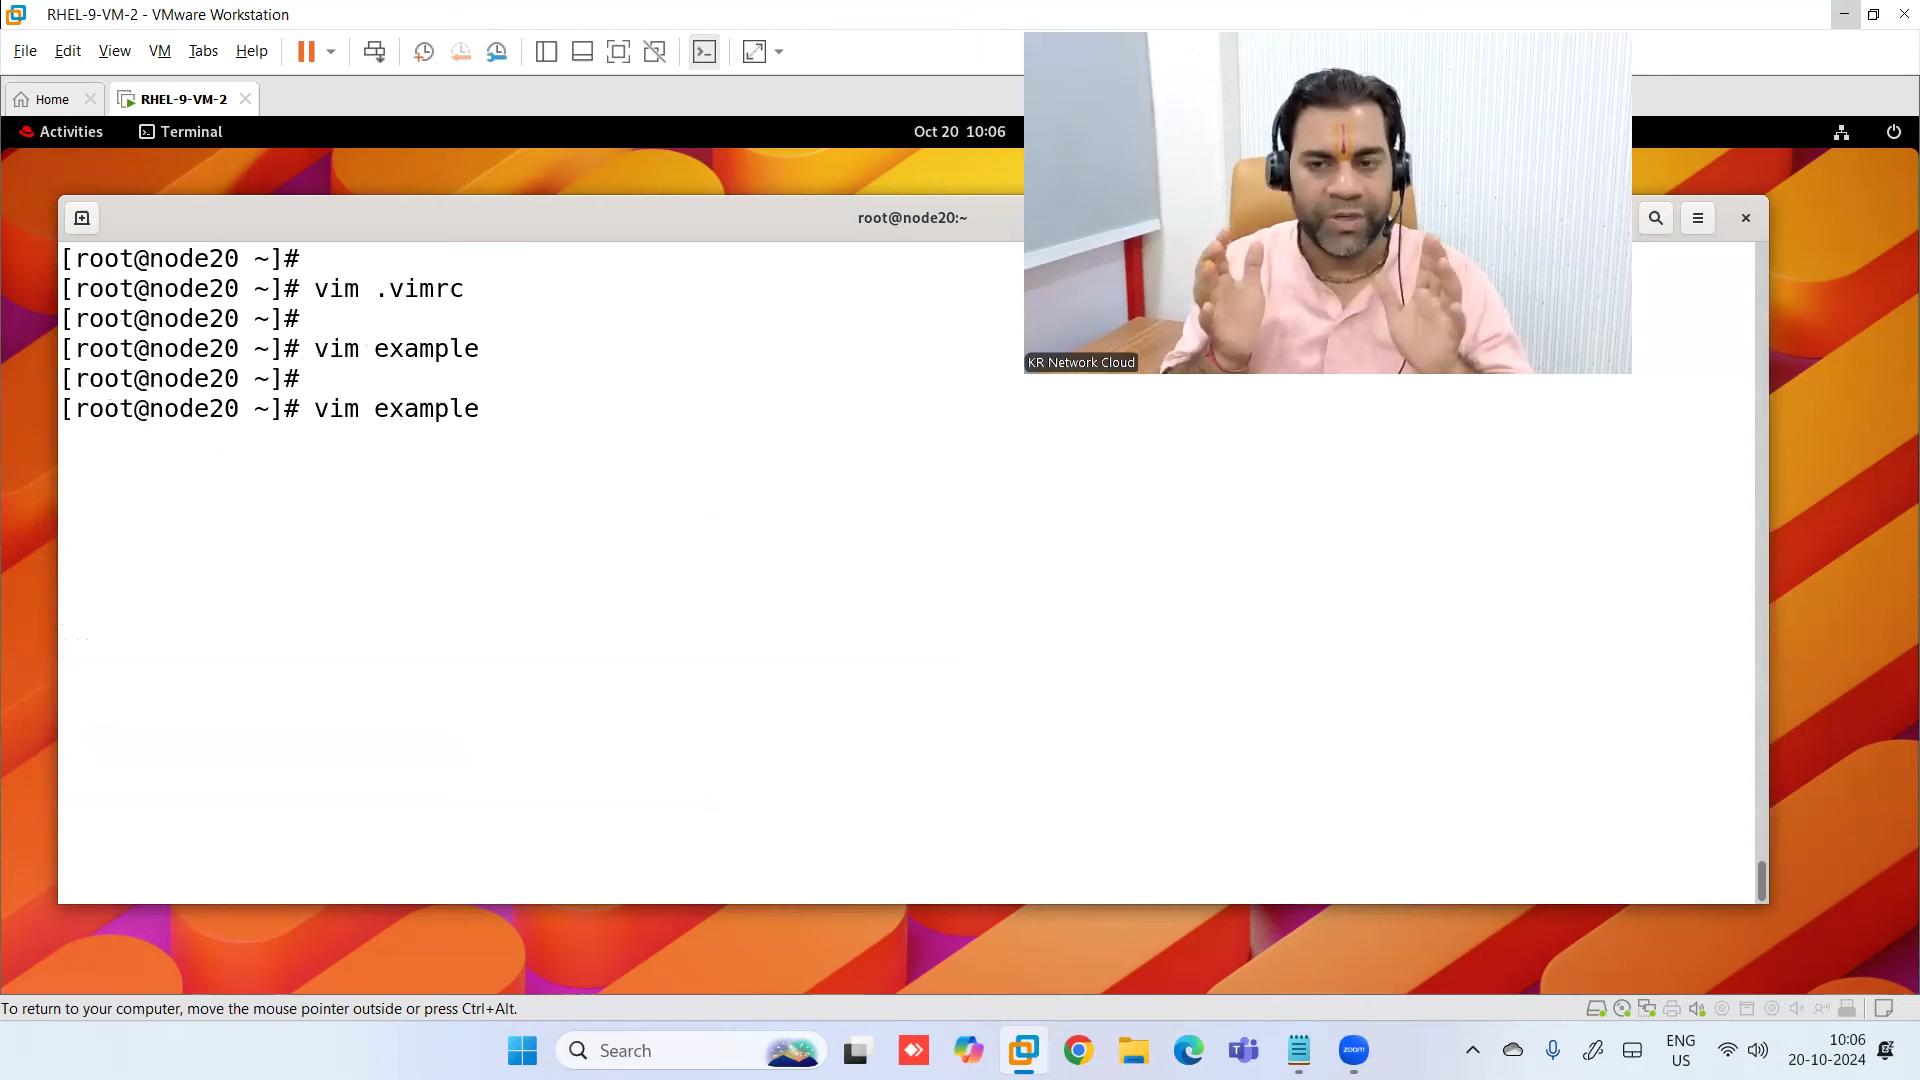 RHEL-9-VM-2 - VMware Workstation
File Edit View VM Tabs Help
Home RHEL-9-VM-2
Activities Terminal Oct 20 10:06
root@node20:~
[root@node20 ~]#
[root@node20 ~]# vim .vimrc
[root@node20 ~]#
[root@node20 ~]# vim example
[root@node20 ~]#
[root@node20 ~]# vim example
KR Network Cloud
To return to your computer, move the mouse pointer outside or press Ctrl+Alt.
Search
zoom
ENG
US
10:06
20-10-2024